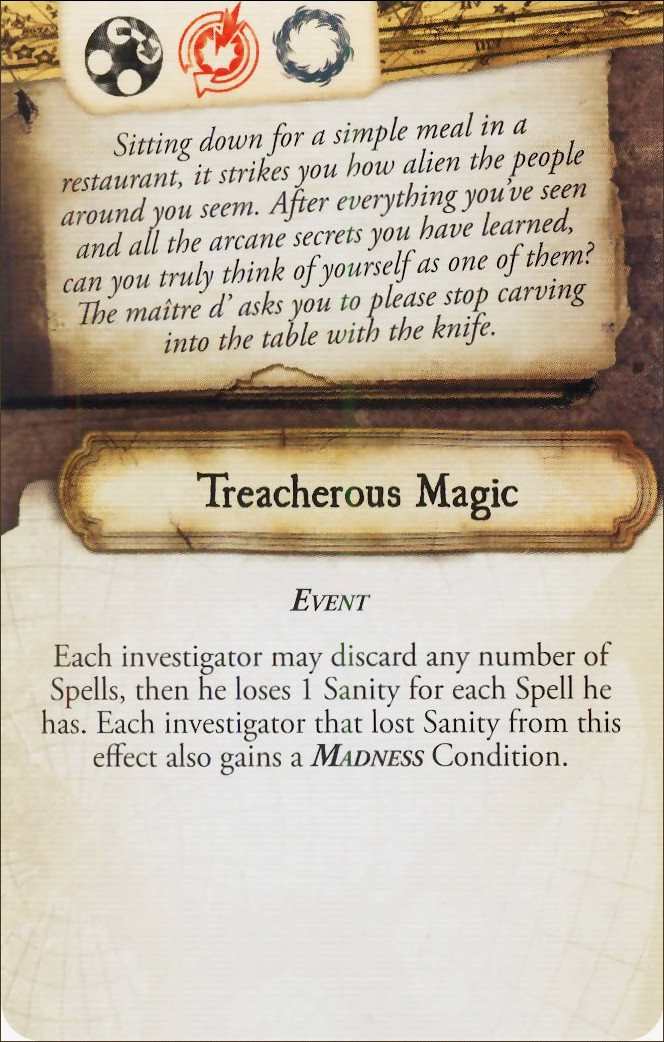 Sitting down for a simple meal in a
restaurant, it strikes you how alien the people
around you seem. After everything you've seen
and all the arcane secrets you have learned,
can you truly think of yourself as one of them?
The maître d' asks you to please stop carving
into the table with the knife.
Treacherous Magic
EVENT
Each investigator may discard any number of
Spells, then he loses 1 Sanity for each Spell he
has. Each investigator that lost Sanity from this
effect also gains a MADNESS Condition.